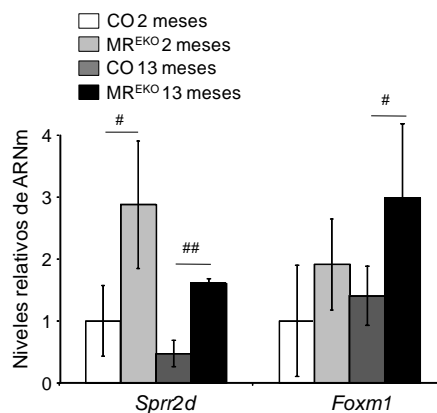 CO 2 meses
MR^EKO 2 meses
CO 13 meses
MR^EKO 13 meses
Niveles relativos de ARNm
4
3
2
1
0
#
##
#
Sprr2d
Foxm1